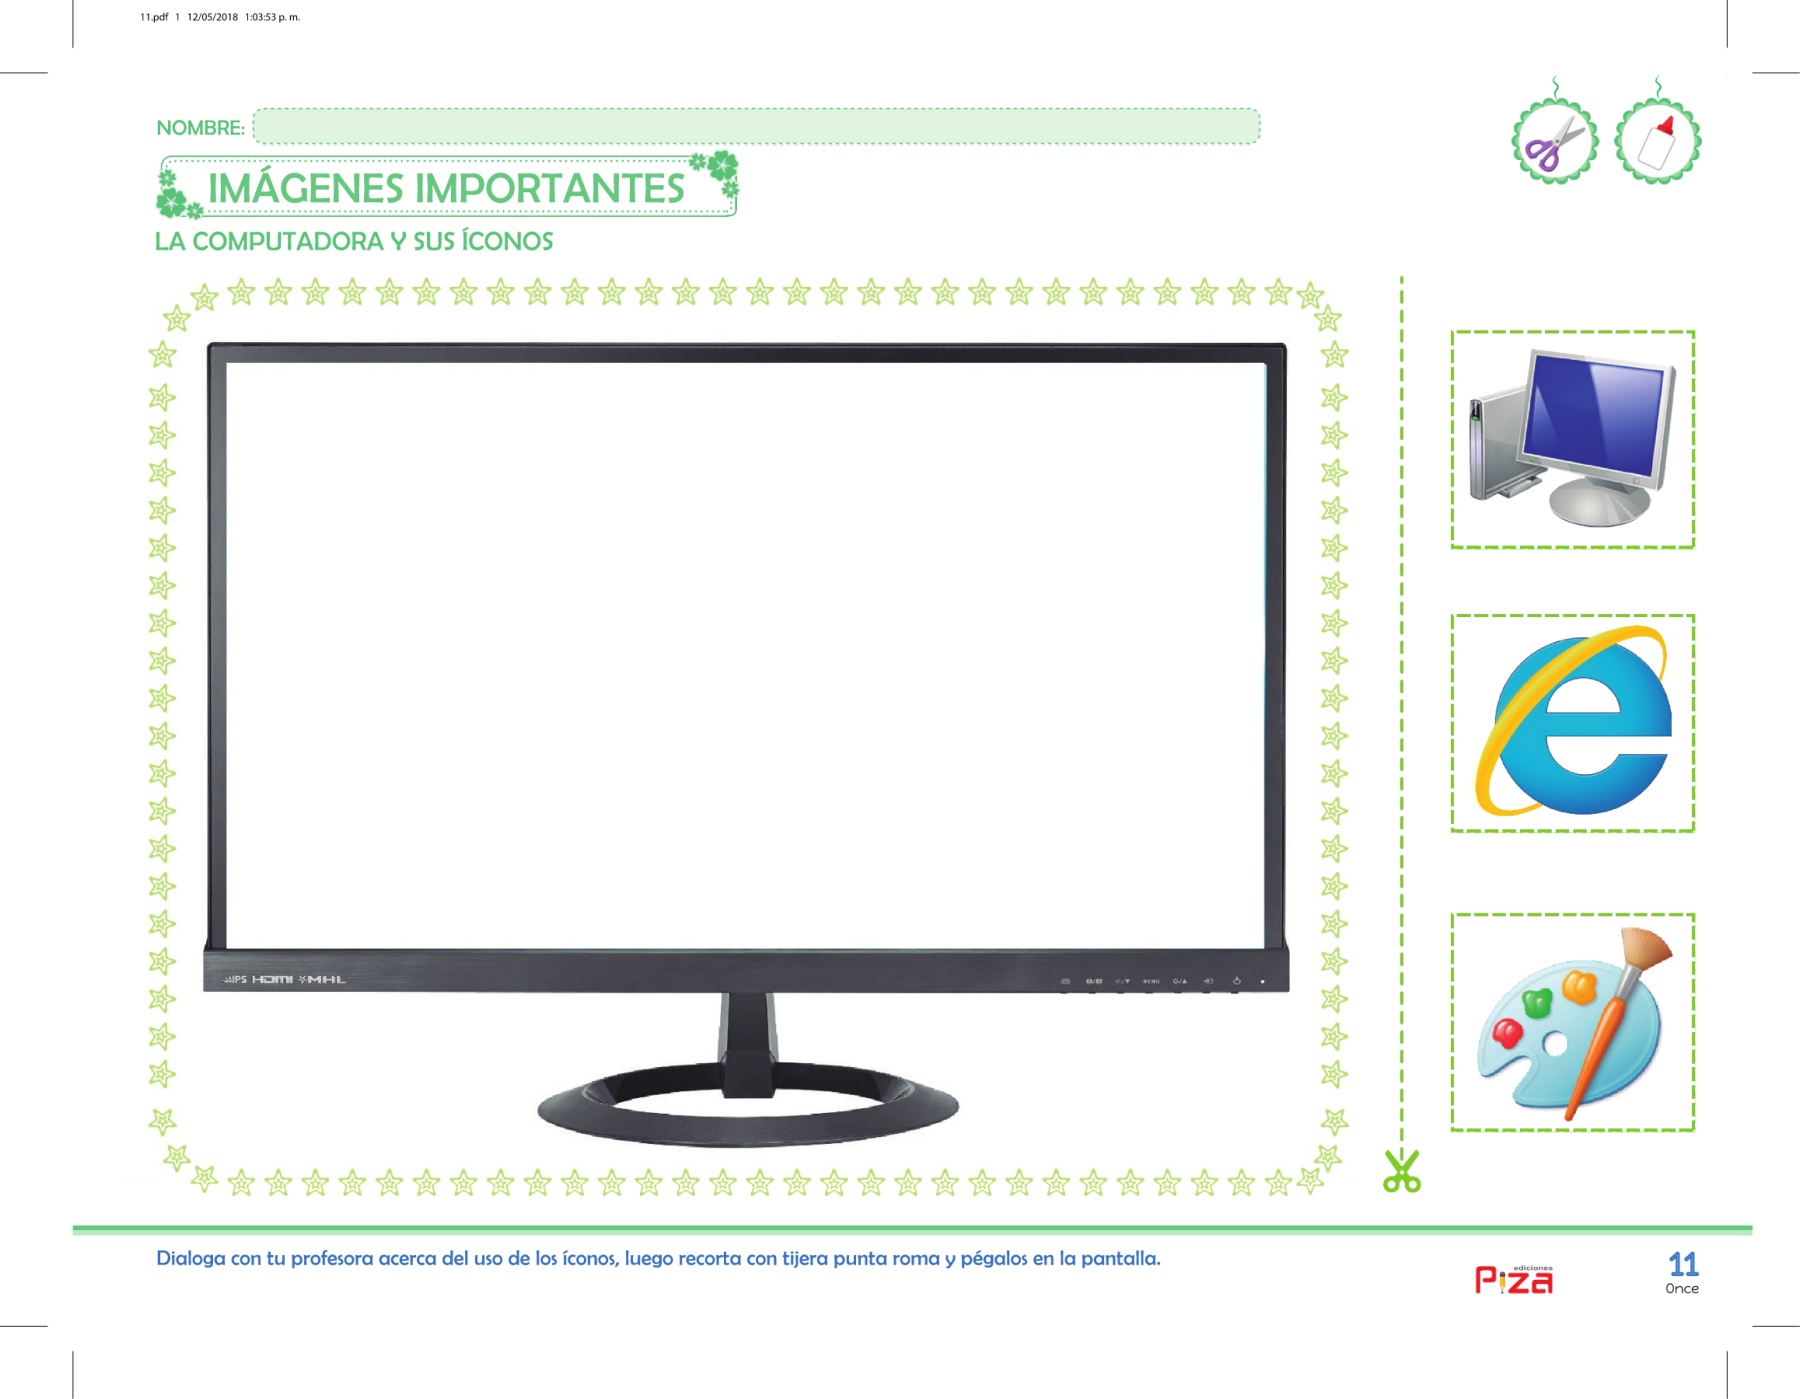 11.pdf 1 12/05/2018 1:03:53 p. m.
NOMBRE:
IMÁGENES IMPORTANTES
LA COMPUTADORA Y SUS ÍCONOS
IPS HDMI MHL
MENU
Dialoga con tu profesora acerca del uso de los íconos, luego recorta con tijera punta roma y pégalos en la pantalla.
ediciones
Piza
11
Once